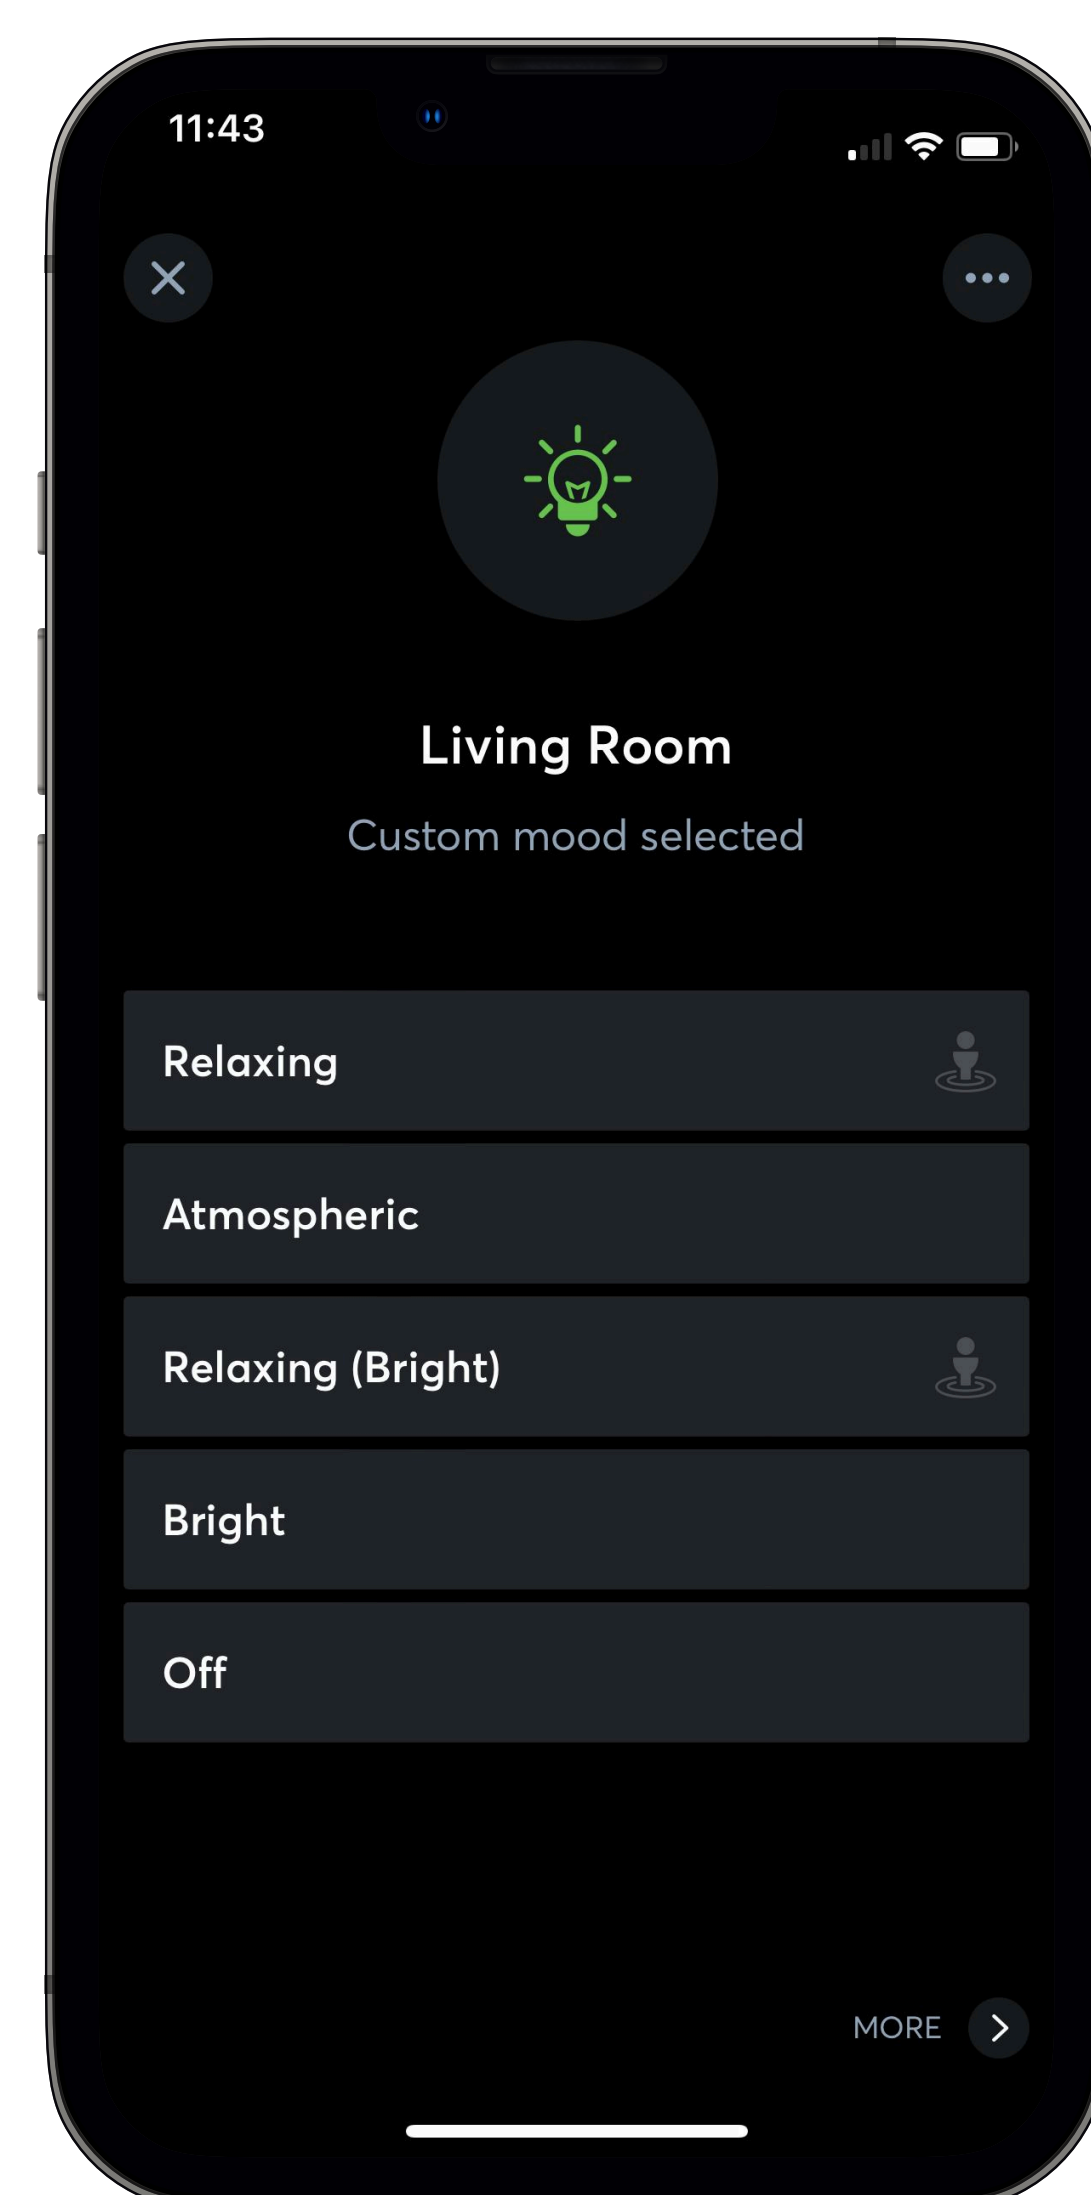 11:43
Living Room
Custom mood selected
Relaxing
Atmospheric
Relaxing (Bright)
Bright
Off
MORE